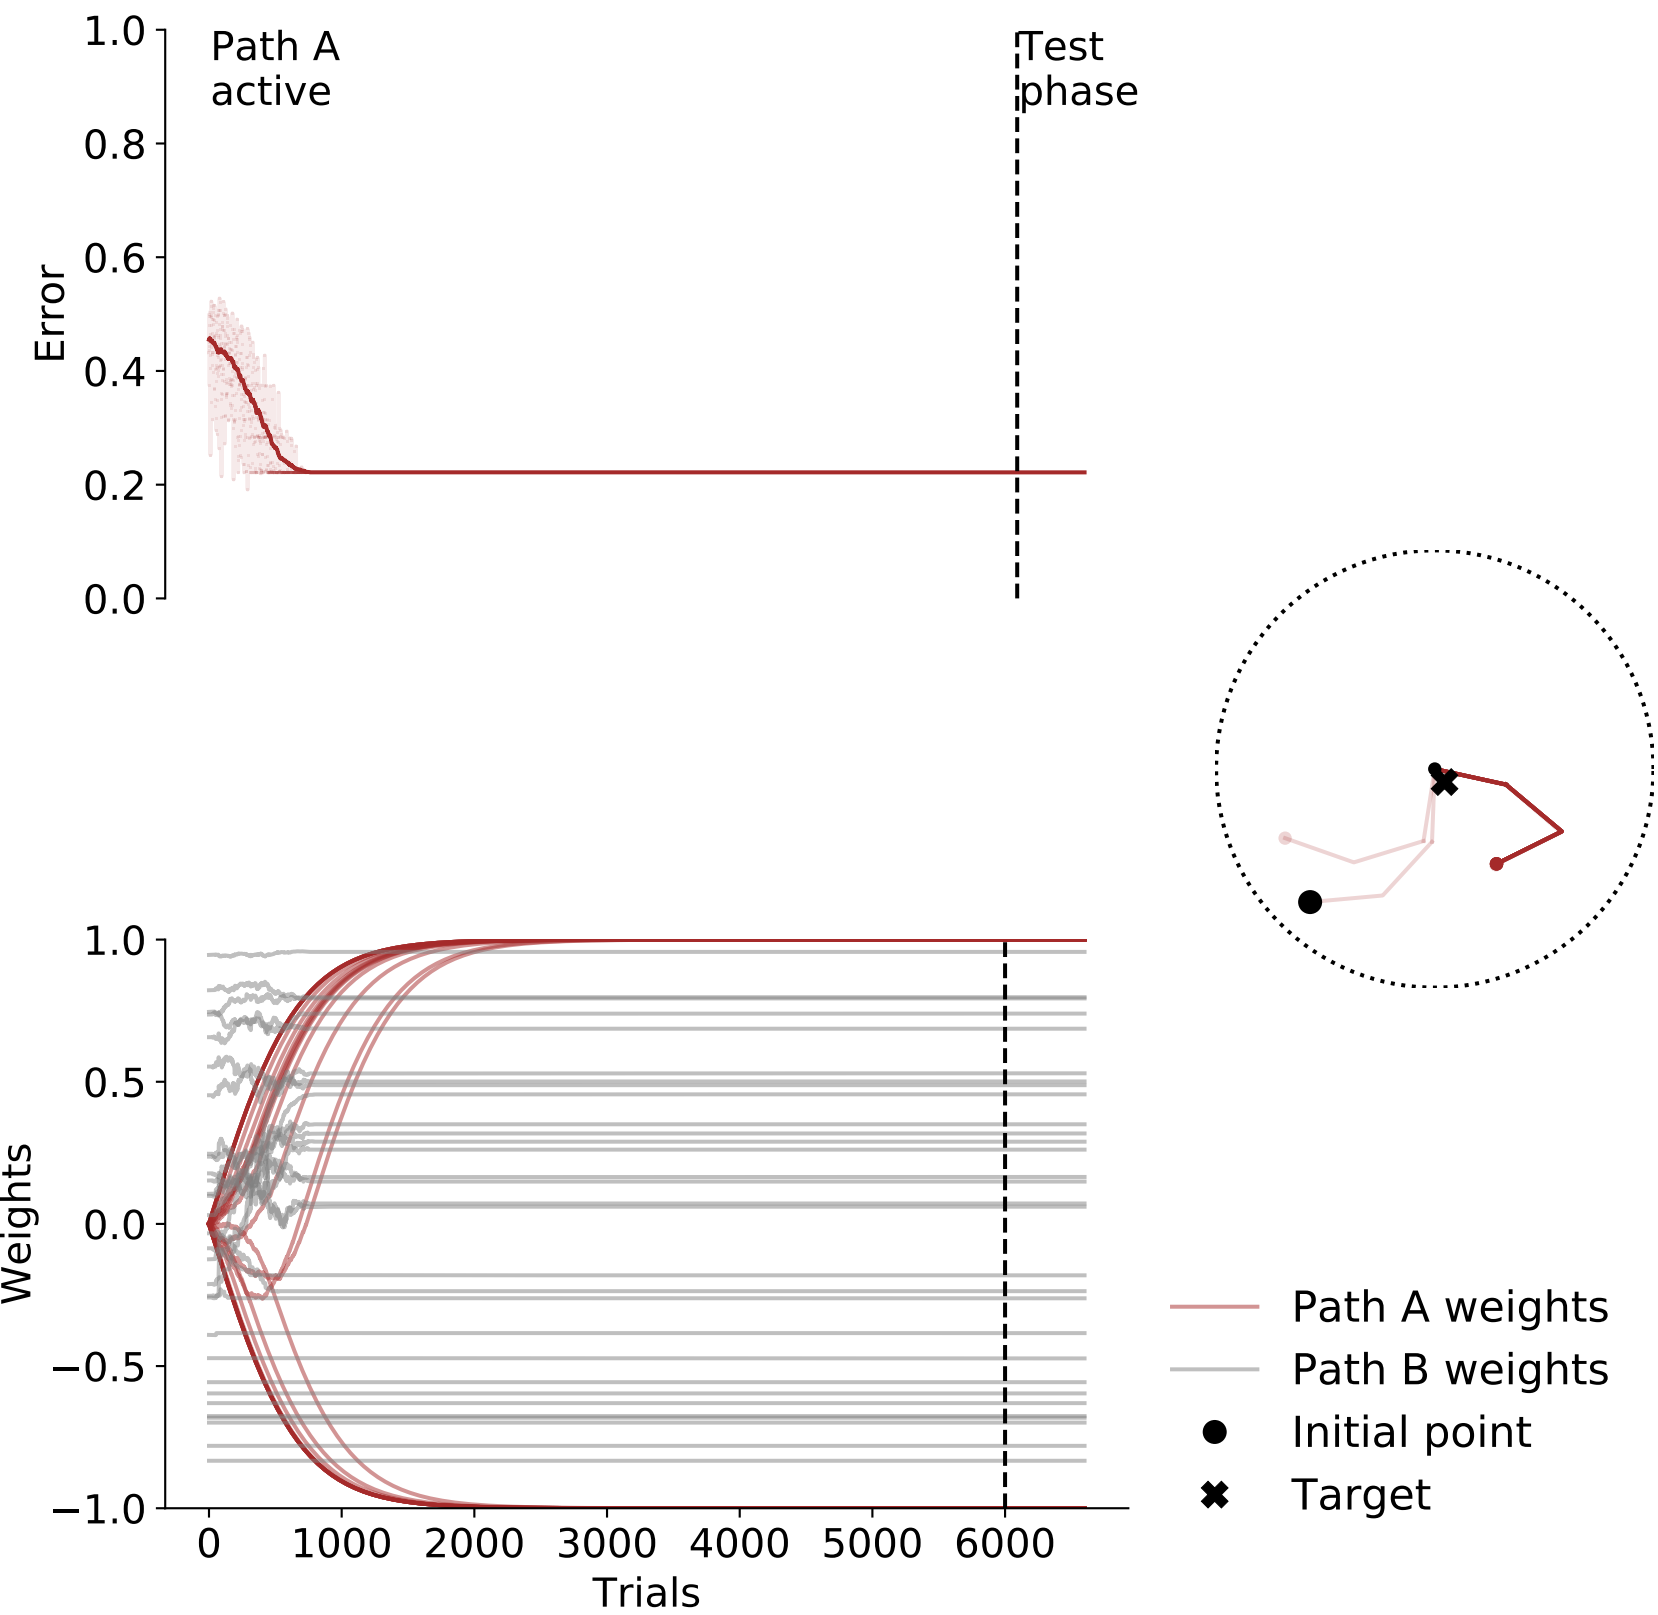 Path A
active
Test
phase
1.0
0.8
0.6
0.4
0.2
0.0
Error
1.0
0.5
0.0
−0.5
−1.0
Weights
0
1000
2000
3000
4000
5000
6000
Trials
Path A weights
Path B weights
Initial point
Target